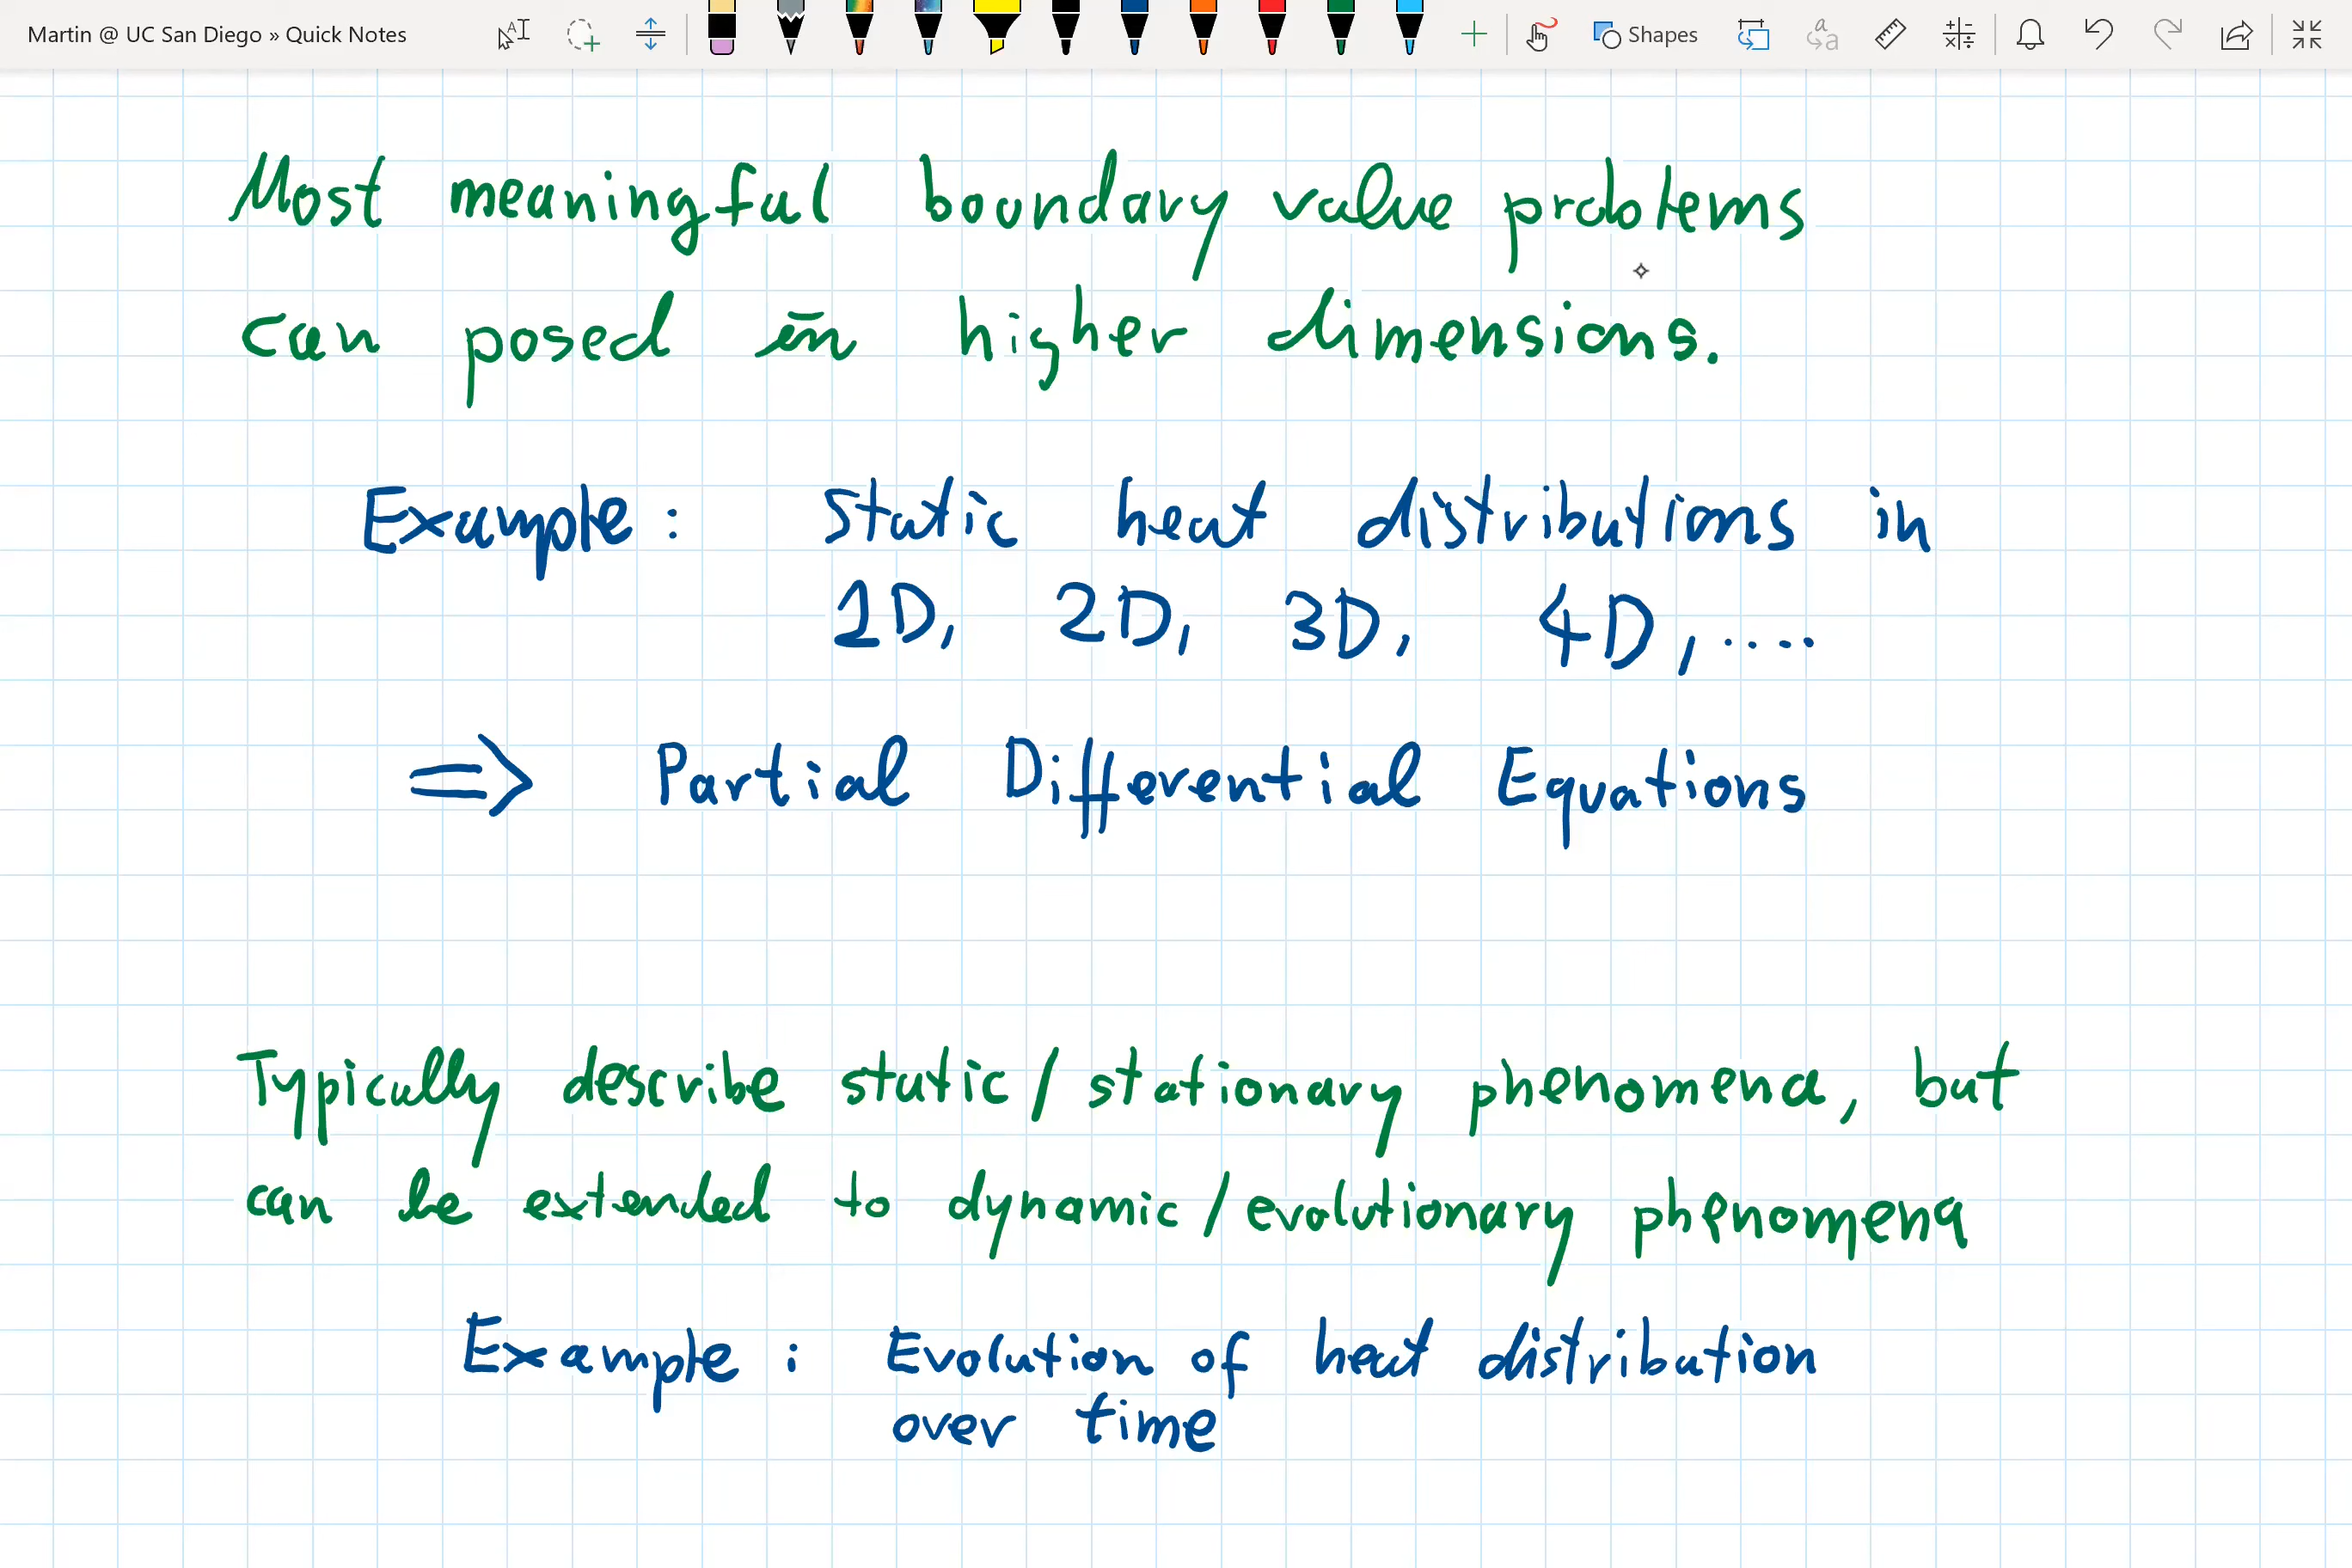 Martin @ UC San Diego » Quick Notes
Shapes
Most meaningful boundary value problems
can posed in higher dimensions.
Example: Static heat distributions in
1D, 2D, 3D, 4D, ....
⇒ Partial Differential Equations
Typically describe static/stationary phenomena, but
can be extended to dynamic/evolutionary phenomena
Example: Evolution of heat distribution
over time